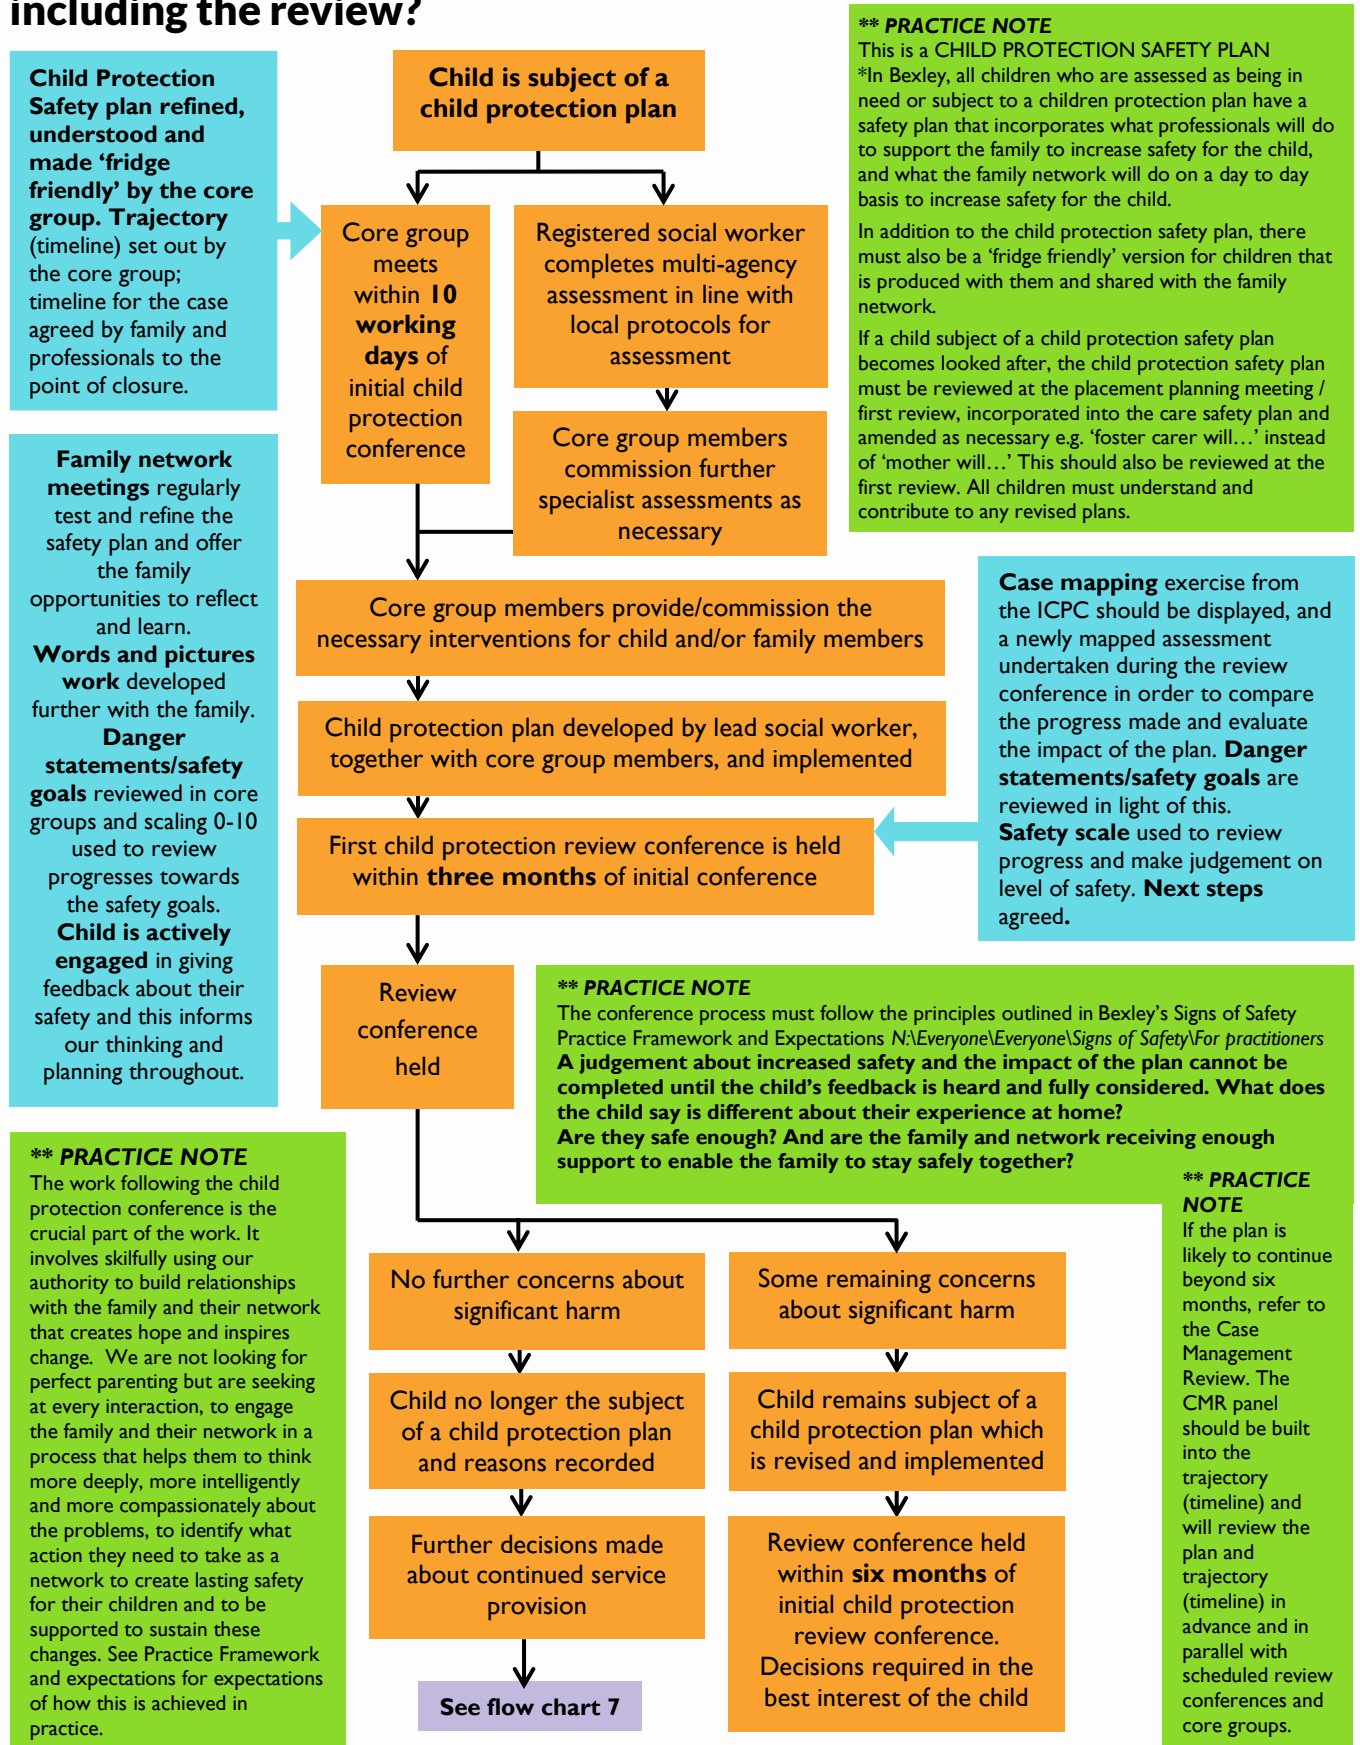 including the review?
Child Protection
Safety plan refined,
understood and
made ‘fridge
friendly’ by the core
group. Trajectory
(timeline) set out by
the core group;
timeline for the case
agreed by family and
professionals to the
point of closure.
Child is subject of a
child protection plan
** PRACTICE NOTE
This is a CHILD PROTECTION SAFETY PLAN
*In Bexley, all children who are assessed as being in
need or subject to a children protection plan have a
safety plan that incorporates what professionals will do
to support the family to increase safety for the child,
and what the family network will do on a day to day
basis to increase safety for the child.
In addition to the child protection safety plan, there
must also be a ‘fridge friendly’ version for children that
is produced with them and shared with the family
network.
If a child subject of a child protection safety plan
becomes looked after, the child protection safety plan
must be reviewed at the placement planning meeting /
first review, incorporated into the care safety plan and
amended as necessary e.g. ‘foster carer will…’ instead
of ‘mother will…’ This should also be reviewed at the
first review. All children must understand and
contribute to any revised plans.
Core group
meets
within 10
working
days of
initial child
protection
conference
Registered social worker
completes multi-agency
assessment in line with
local protocols for
assessment
Core group members
commission further
specialist assessments as
necessary
Family network
meetings regularly
test and refine the
safety plan and offer
the family
opportunities to reflect
and learn.
Words and pictures
work developed
further with the family.
Danger
statements/safety
goals reviewed in core
groups and scaling 0-10
used to review
progresses towards
the safety goals.
Child is actively
engaged in giving
feedback about their
safety and this informs
our thinking and
planning throughout.
Core group members provide/commission the
necessary interventions for child and/or family members
Child protection plan developed by lead social worker,
together with core group members, and implemented
First child protection review conference is held
within three months of initial conference
Case mapping exercise from
the ICPC should be displayed, and
a newly mapped assessment
undertaken during the review
conference in order to compare
the progress made and evaluate
the impact of the plan. Danger
statements/safety goals are
reviewed in light of this.
Safety scale used to review
progress and make judgement on
level of safety. Next steps
agreed.
Review
conference
held
** PRACTICE NOTE
The conference process must follow the principles outlined in Bexley’s Signs of Safety
Practice Framework and Expectations N:\Everyone\Everyone\Signs of Safety\For practitioners
A judgement about increased safety and the impact of the plan cannot be
completed until the child’s feedback is heard and fully considered. What does
the child say is different about their experience at home?
Are they safe enough? And are the family and network receiving enough
support to enable the family to stay safely together?
** PRACTICE NOTE
The work following the child
protection conference is the
crucial part of the work. It
involves skilfully using our
authority to build relationships
with the family and their network
that creates hope and inspires
change. We are not looking for
perfect parenting but are seeking
at every interaction, to engage
the family and their network in a
process that helps them to think
more deeply, more intelligently
and more compassionately about
the problems, to identify what
action they need to take as a
network to create lasting safety
for their children and to be
supported to sustain these
changes. See Practice Framework
and expectations for expectations
of how this is achieved in
practice.
No further concerns about
significant harm
Child no longer the subject
of a child protection plan
and reasons recorded
Further decisions made
about continued service
provision
See flow chart 7
Some remaining concerns
about significant harm
Child remains subject of a
child protection plan which
is revised and implemented
Review conference held
within six months of
initial child protection
review conference.
Decisions required in the
best interest of the child
** PRACTICE
NOTE
If the plan is
likely to continue
beyond six
months, refer to
the Case
Management
Review. The
CMR panel
should be built
into the
trajectory
(timeline) and
will review the
plan and
trajectory
(timeline) in
advance and in
parallel with
scheduled review
conferences and
core groups.